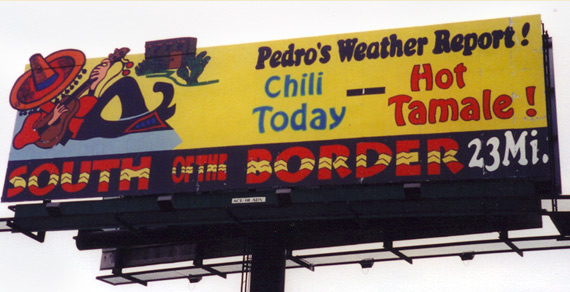 Pedro's Weather Report!
Chili Today — Hot Tamale!
SOUTH OF THE BORDER 23Mi.